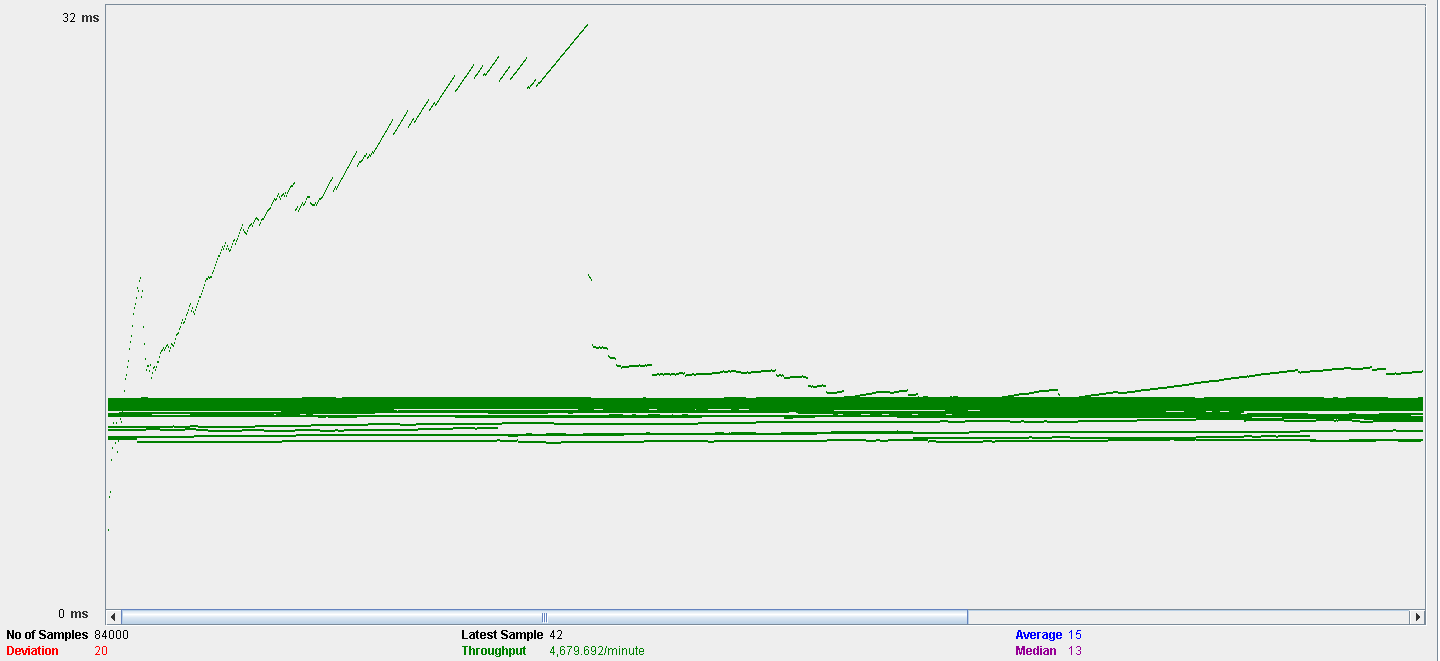 32 ms
0 ms
No of Samples 84000 Latest Sample 42 Average 15
Deviation 20 Throughput 4,679.692/minute Median 13